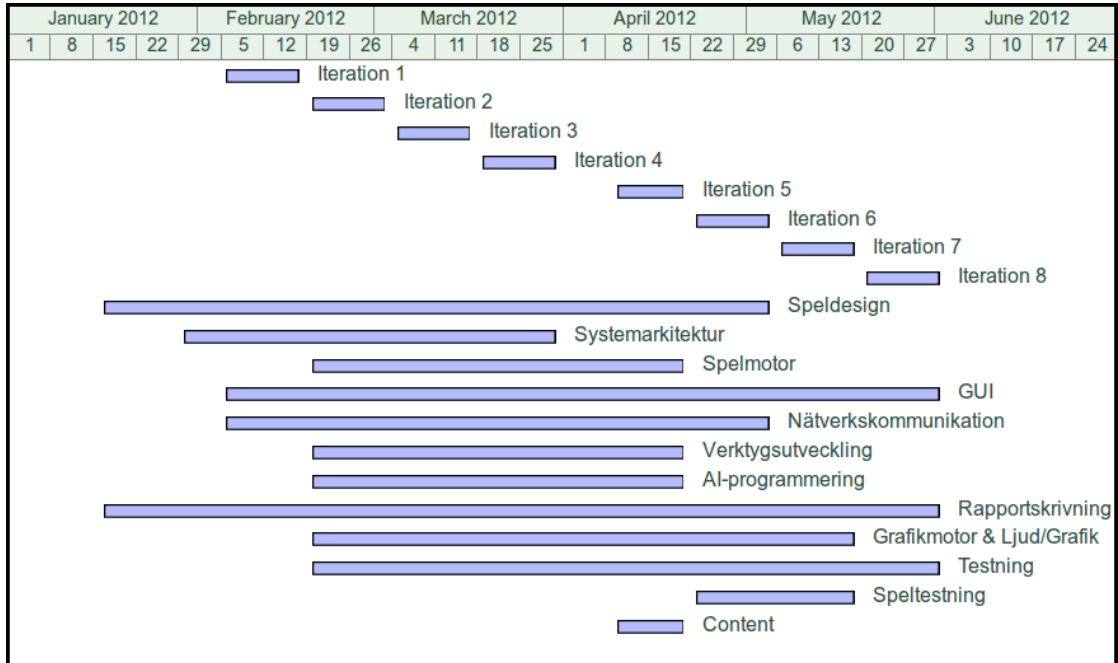 January 2012 February 2012 March 2012 April 2012 May 2012 June 2012
1 8 15 22 29 5 12 19 26 4 11 18 25 1 8 15 22 29 6 13 20 27 3 10 17 24
Iteration 1
Iteration 2
Iteration 3
Iteration 4
Iteration 5
Iteration 6
Iteration 7
Iteration 8
Speldesign
Systemarkitektur
Spelmotor
GUI
Nätverkskommunikation
Verktygsutveckling
AI-programmering
Rapportskrivning
Grafikmotor & Ljud/Grafik
Testning
Speltestning
Content